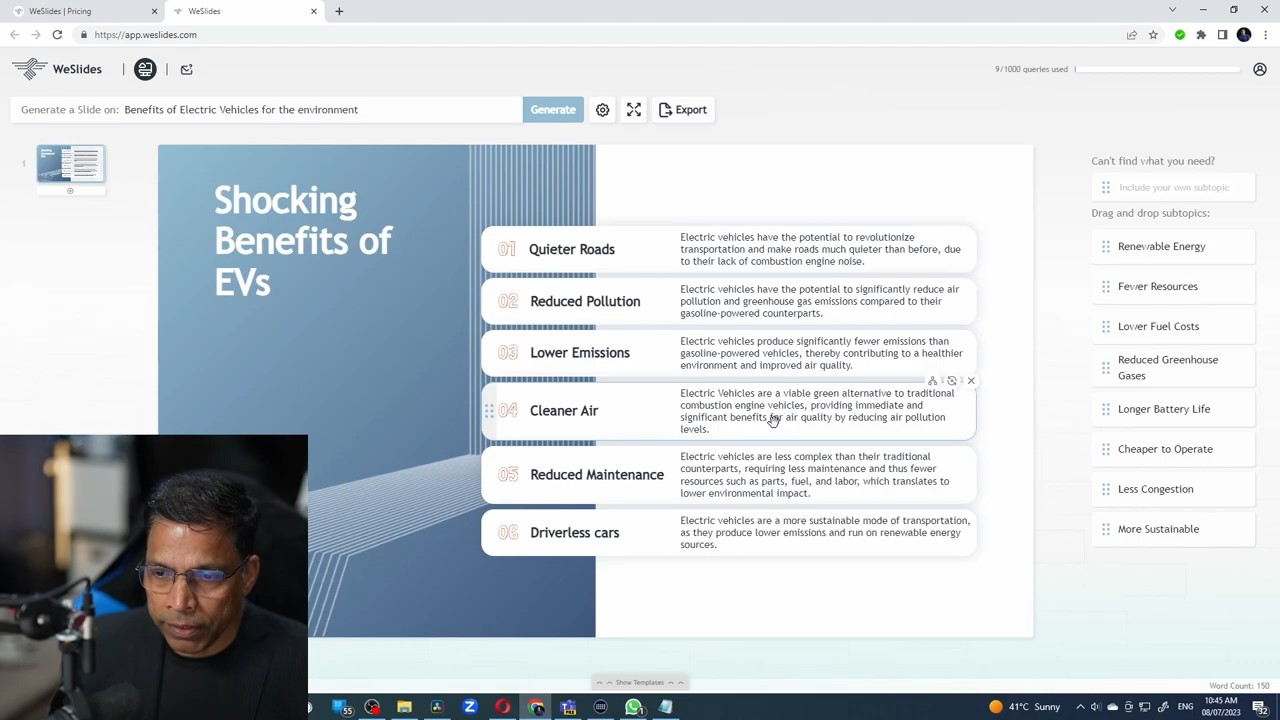 WeSlides | Pricing
WeSlides
https://app.weslides.com
WeSlides
9/1000 queries used
Generate a Slide on: Benefits of Electric Vehicles for the environment
Generate
Export
1
Shocking
Benefits of
EVs
01 Quieter Roads
Electric vehicles have the potential to revolutionize
transportation and make roads much quieter than before, due
to their lack of combustion engine noise.
02 Reduced Pollution
Electric vehicles have the potential to significantly reduce air
pollution and greenhouse gas emissions compared to their
gasoline-powered counterparts.
03 Lower Emissions
Electric vehicles produce significantly fewer emissions than
gasoline-powered vehicles, thereby contributing to a healthier
environment and improved air quality.
04 Cleaner Air
Electric Vehicles are a viable green alternative to traditional
combustion engine vehicles, providing immediate and
significant benefits for air quality by reducing air pollution
levels.
05 Reduced Maintenance
Electric vehicles are less complex than their traditional
counterparts, requiring less maintenance and thus fewer
resources such as parts, fuel, and labor, which translates to
lower environmental impact.
06 Driverless cars
Electric vehicles are a more sustainable mode of transportation,
as they produce lower emissions and run on renewable energy
sources.
Can't find what you need?
Include your own subtopic
Drag and drop subtopics:
Renewable Energy
Fewer Resources
Lower Fuel Costs
Reduced Greenhouse
Gases
Longer Battery Life
Cheaper to Operate
Less Congestion
More Sustainable
Show Templates
Word Count: 150
41°C Sunny
ENG
10:45 AM
08/07/2023